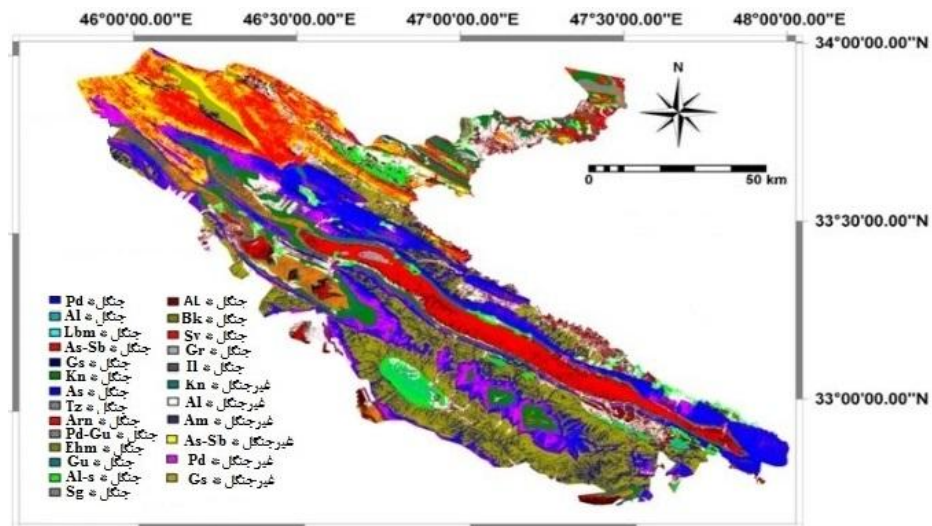 46°00'00.00"E 46°30'00.00"E 47°00'00.00"E 47°30'00.00"E 48°00'00.00"E
34°00'00.00"N
N
0 50 km
33°30'00.00"N
33°00'00.00"N
جنگل * Pd
جنگل * Al
جنگل * Lbm
جنگل * As-Sb
جنگل * Gs
جنگل * Kn
جنگل * As
جنگل * Tz
جنگل * Arn
جنگل * Pd-Gu
جنگل * Ehm
جنگل * Gu
جنگل * Al-s
جنگل * Sg
جنگل * AL
جنگل * Bk
جنگل * Sv
جنگل * Gr
جنگل * Il
غیرجنگل * Kn
غیرجنگل * Al
غیرجنگل * Am
غیرجنگل * As-Sb
غیرجنگل * Pd
غیرجنگل * Gs